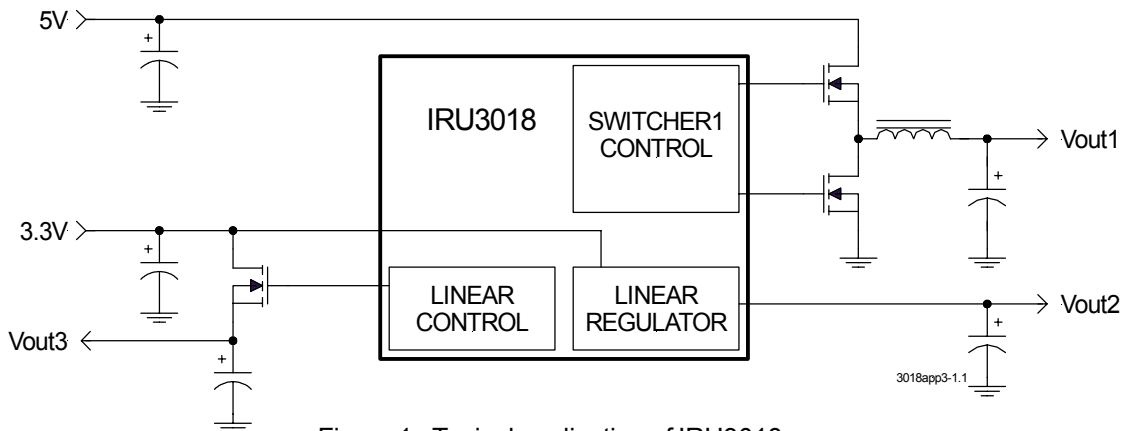 5V
+
IRU3018
SWITCHER1
CONTROL
Vout1
+
3.3V
+
LINEAR
CONTROL
LINEAR
REGULATOR
Vout2
Vout3
+
+
3018app3-1.1